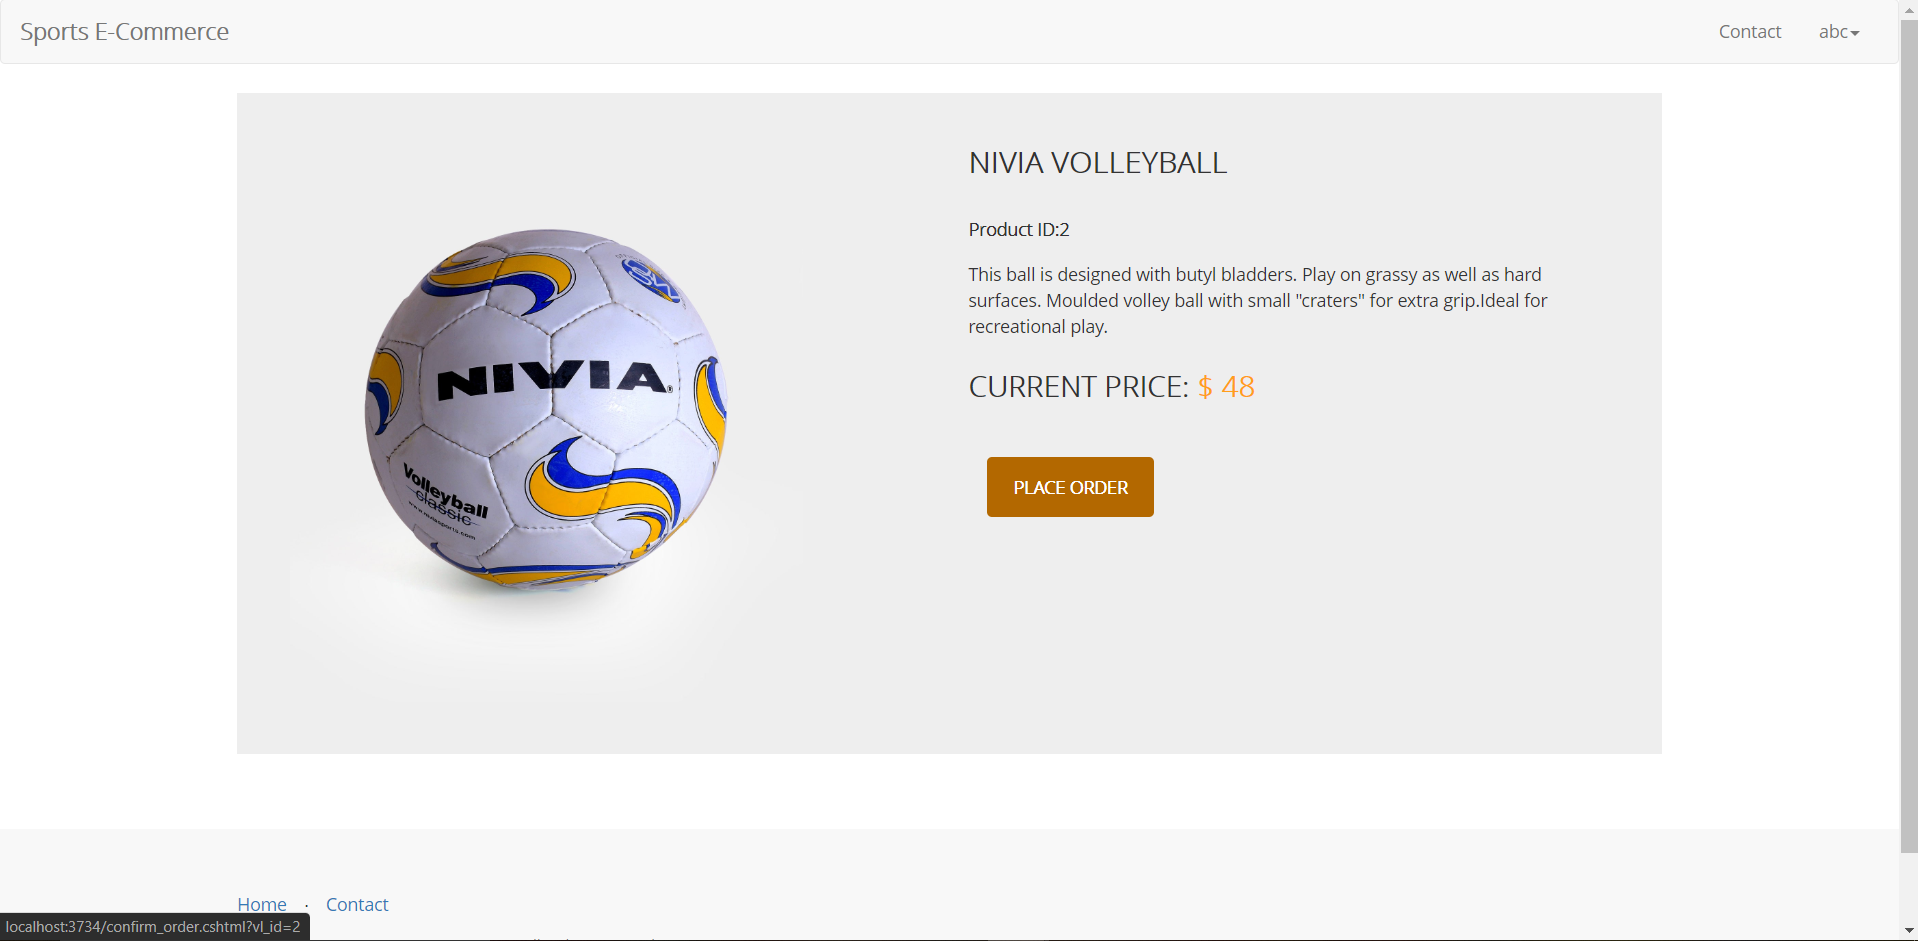 Sports E-Commerce
Contact
abc
NIVIA VOLLEYBALL
Product ID:2
This ball is designed with butyl bladders. Play on grassy as well as hard
surfaces. Moulded volley ball with small "craters" for extra grip.Ideal for
recreational play.
CURRENT PRICE: $ 48
PLACE ORDER
NIVIA
Volleyball
classic
www.niviasports.com
Home · Contact
localhost:3734/confirm_order.cshtml?vl_id=2